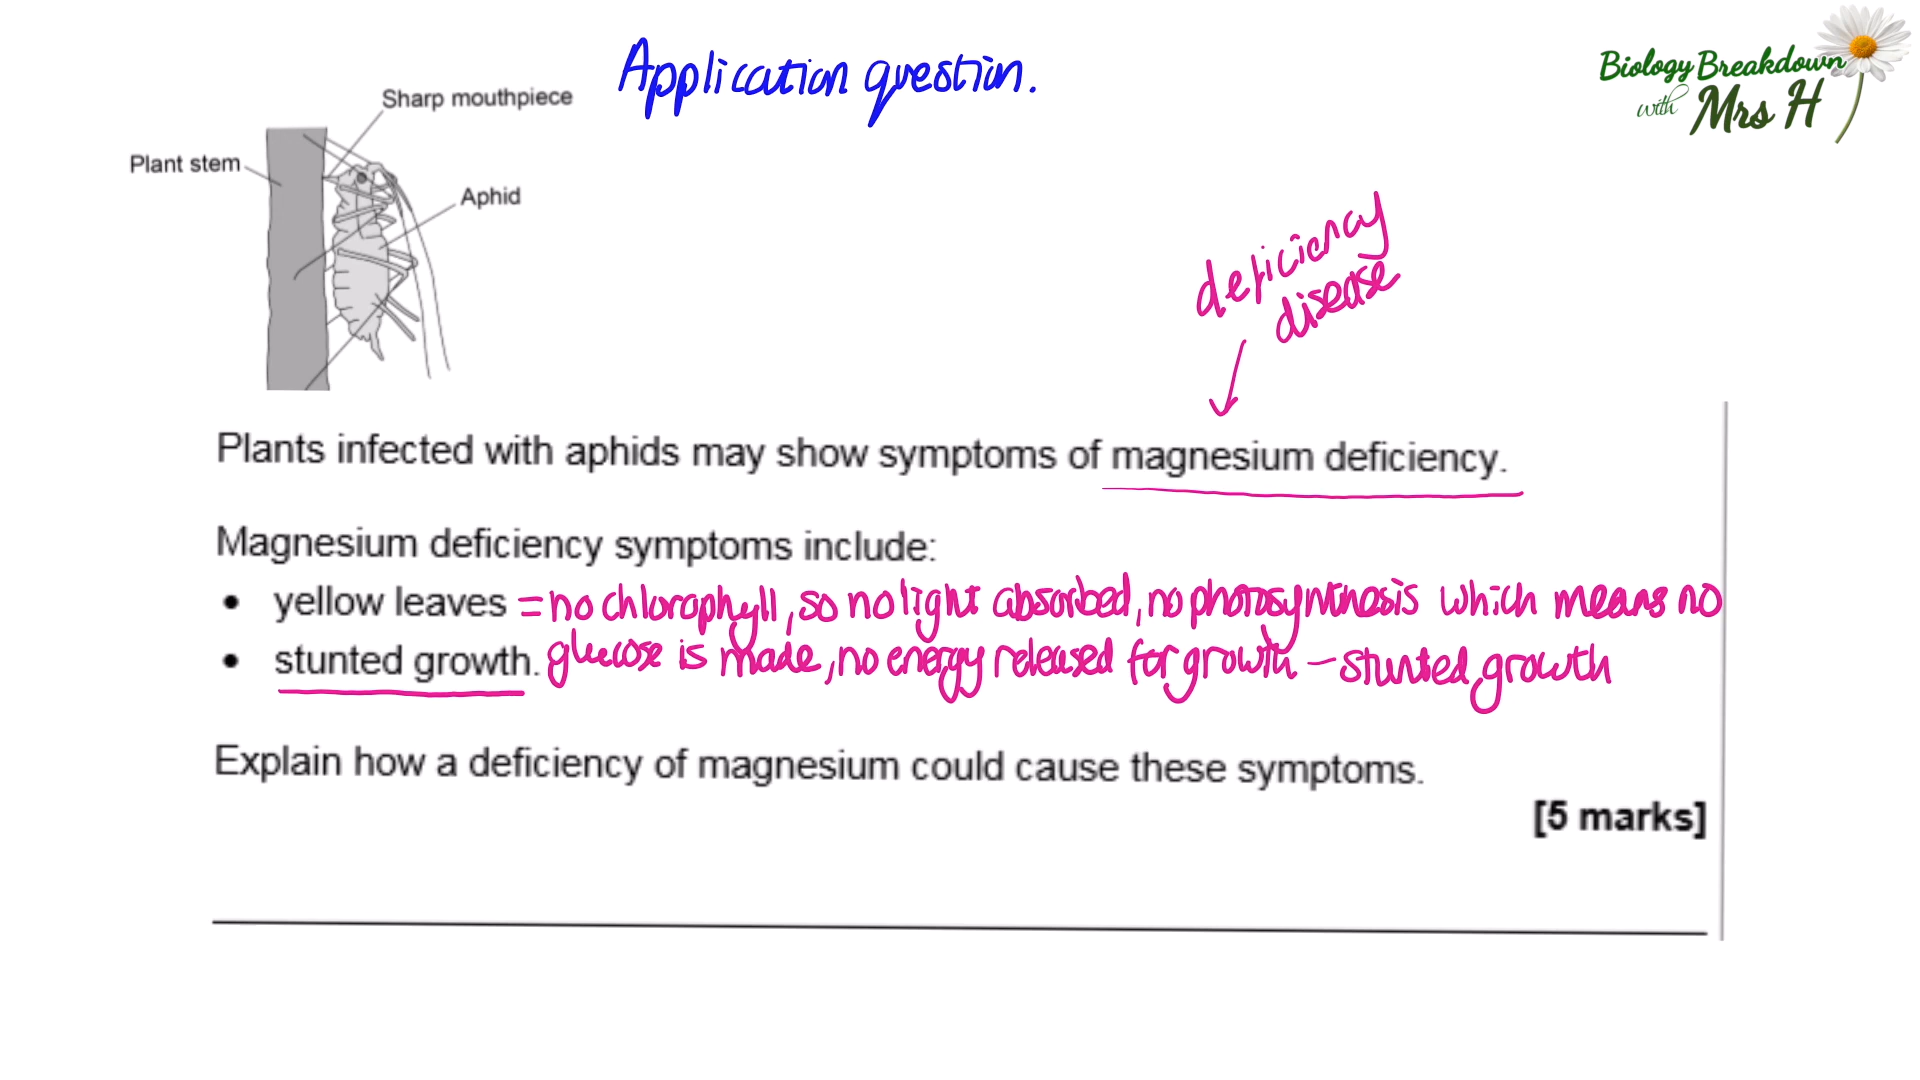 Application question.
Biology Breakdown
with Mrs H
Sharp mouthpiece
Plant stem
Aphid
deficiency
disease
Plants infected with aphids may show symptoms of magnesium deficiency.
Magnesium deficiency symptoms include:
• yellow leaves = no chlorophyll, so no light absorbed, no photosynthesis which means no
• stunted growth. glucose is made, no energy released for growth – stunted growth
Explain how a deficiency of magnesium could cause these symptoms.
[5 marks]